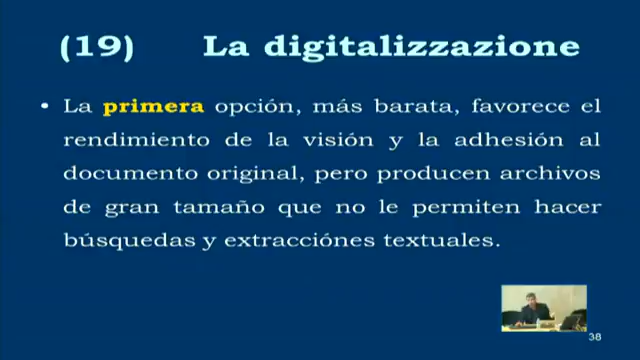 (19) La digitalizzazione
• La primera opción, más barata, favorece el
rendimiento de la visión y la adhesión al
documento original, pero producen archivos
de gran tamaño que no le permiten hacer
búsquedas y extracciónes textuales.
38